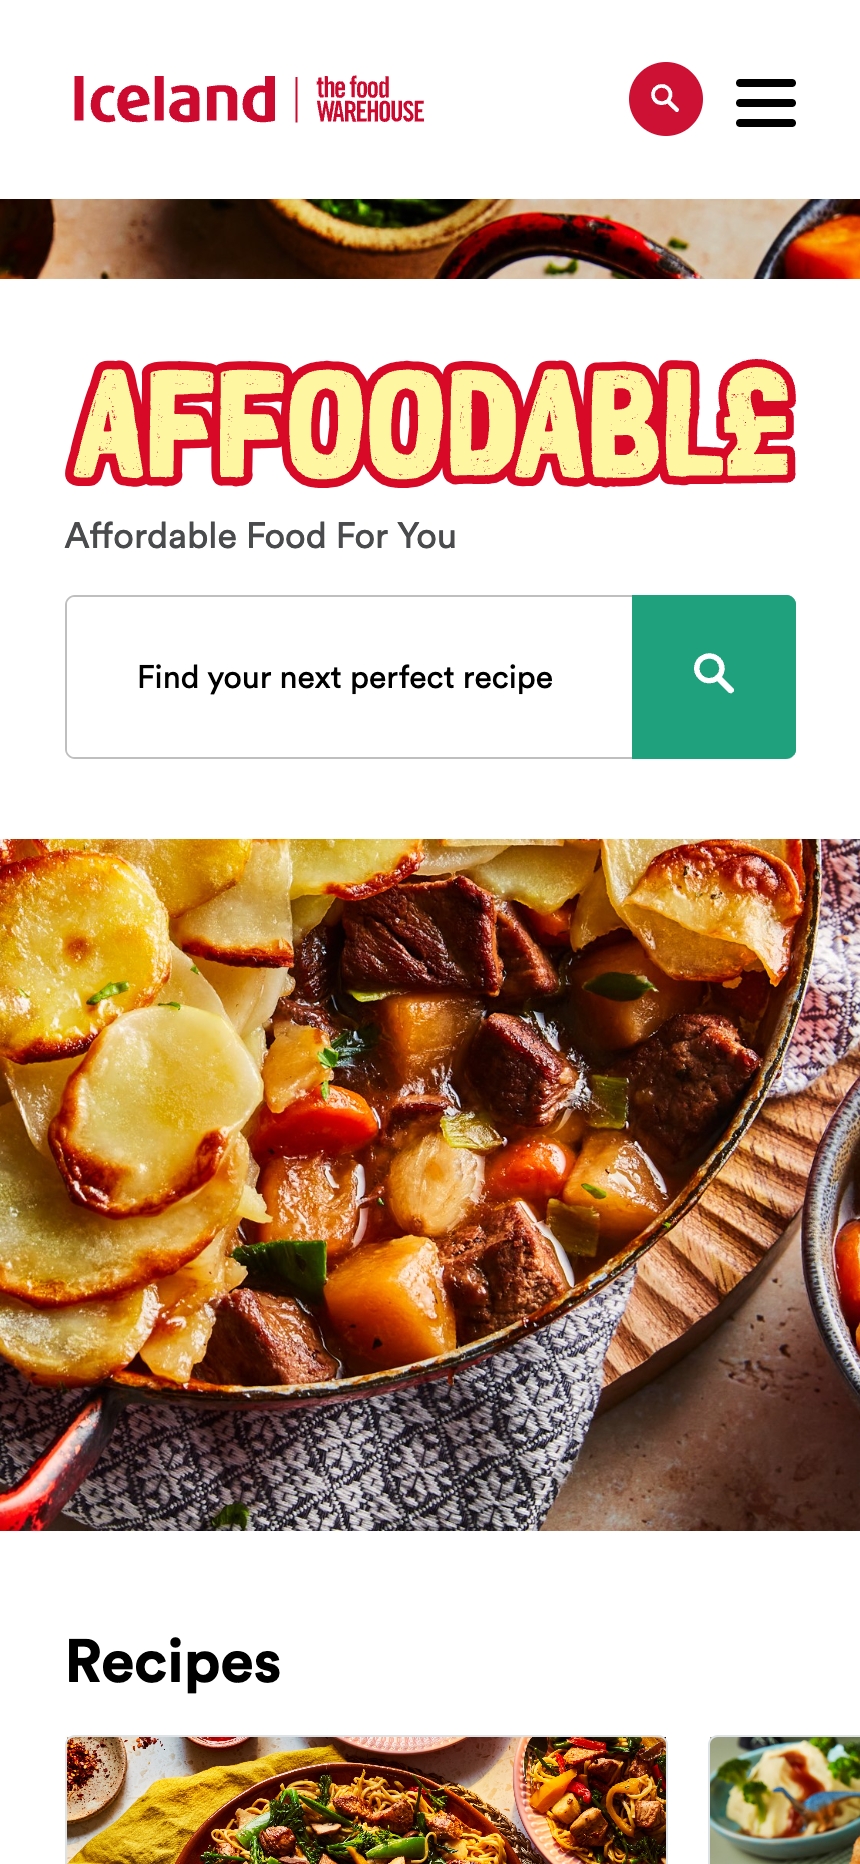 Iceland
the food
WAREHOUSE
AFFOODABL£
Affordable Food For You
Find your next perfect recipe
Recipes